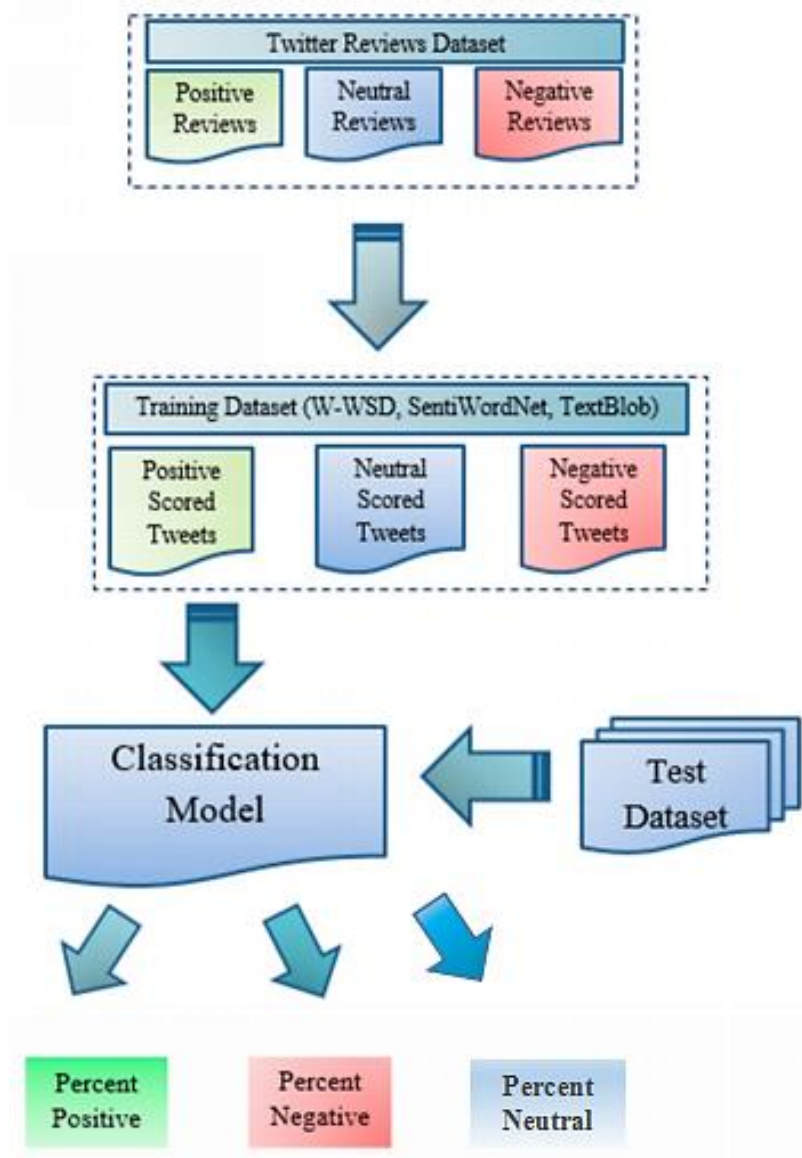 Twitter Reviews Dataset
Positive
Reviews
Neutral
Reviews
Negative
Reviews
Training Dataset (W-WSD, SentiWordNet, TextBlob)
Positive
Scored
Tweets
Neutral
Scored
Tweets
Negative
Scored
Tweets
Classification
Model
Test
Dataset
Percent
Positive
Percent
Negative
Percent
Neutral